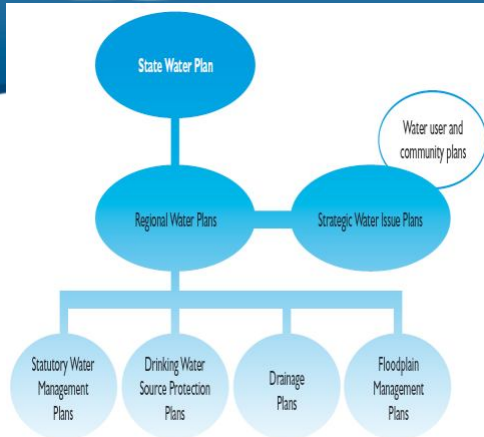 State Water Plan
Water user and
community plans
Regional Water Plans
Strategic Water Issue Plans
Statutory Water
Management
Plans
Drinking Water
Source Protection
Plans
Drainage
Plans
Floodplain
Management
Plans